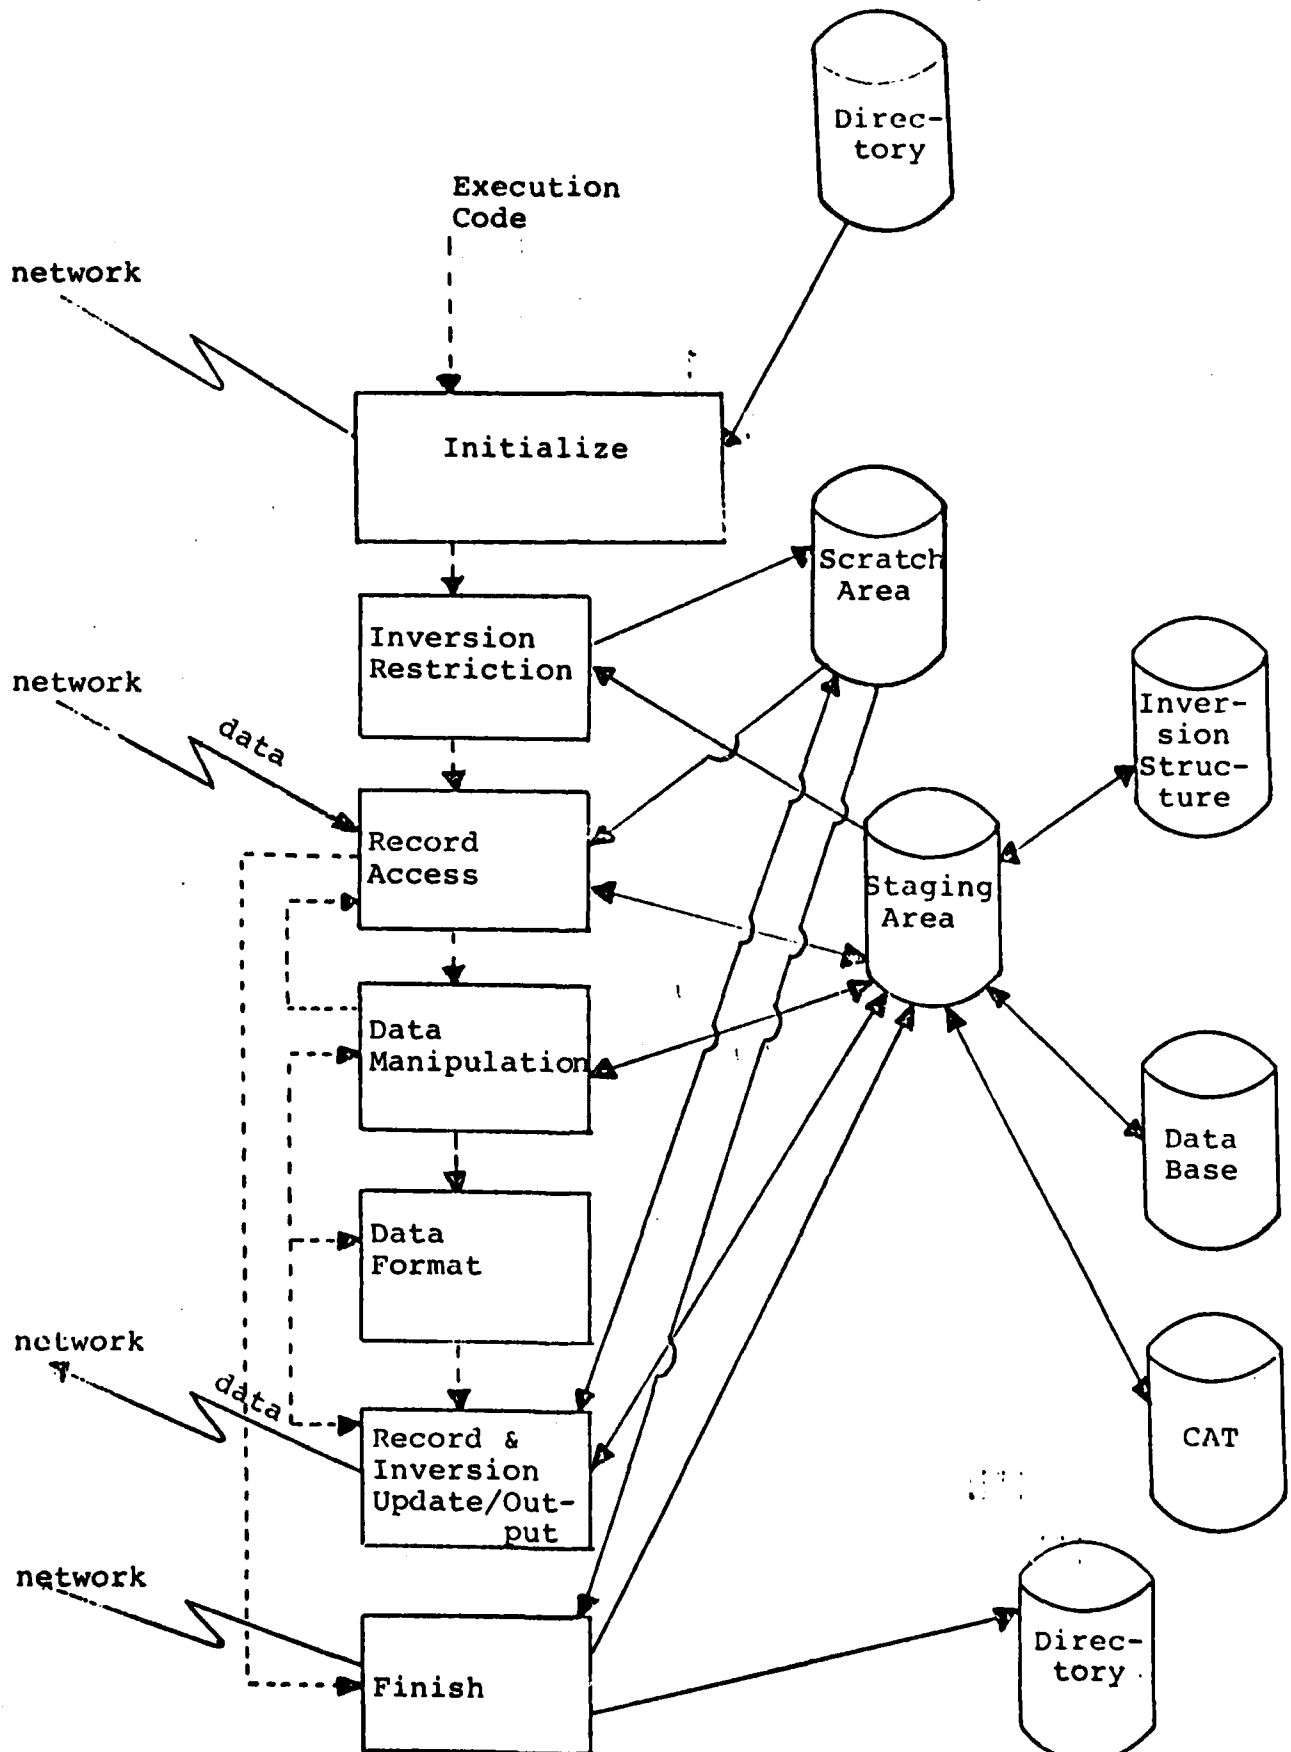 Direc-
tory
Execution
Code
network
Initialize
Scratch
Area
Inversion
Restriction
network
data
Inver-
sion
Struc-
ture
Record
Access
Staging
Area
Data
Manipulation
Data
Base
Data
Format
network
data
Record &
Inversion
Update/Out-
put
CAT
network
Finish
Direc-
tory